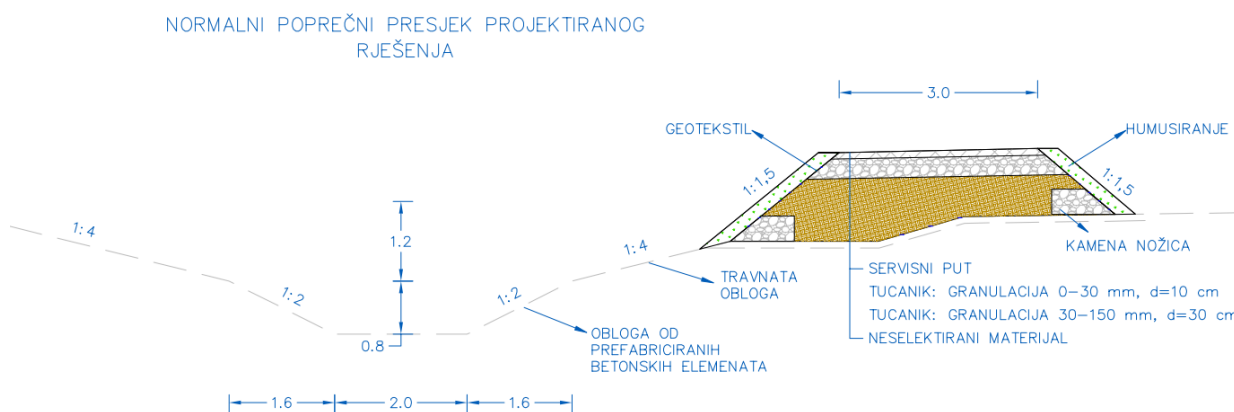 NORMALNI POPREČNI PRESJEK PROJEKTIRANOG
RJEŠENJA
3.0
GEOTEKSTIL
HUMUSIRANJE
1:1,5
1:1,5
1:4
1.2
1:4
KAMENA NOŽICA
1:2
1:2
TRAVNATA
OBLOGA
SERVISNI PUT
TUCANIK: GRANULACIJA 0-30 mm, d=10 cm
TUCANIK: GRANULACIJA 30-150 mm, d=30 cm
NESELEKTIRANI MATERIJAL
0.8
OBLOGA OD
PREFABRICIRANIH
BETONSKIH ELEMENATA
1.6
2.0
1.6